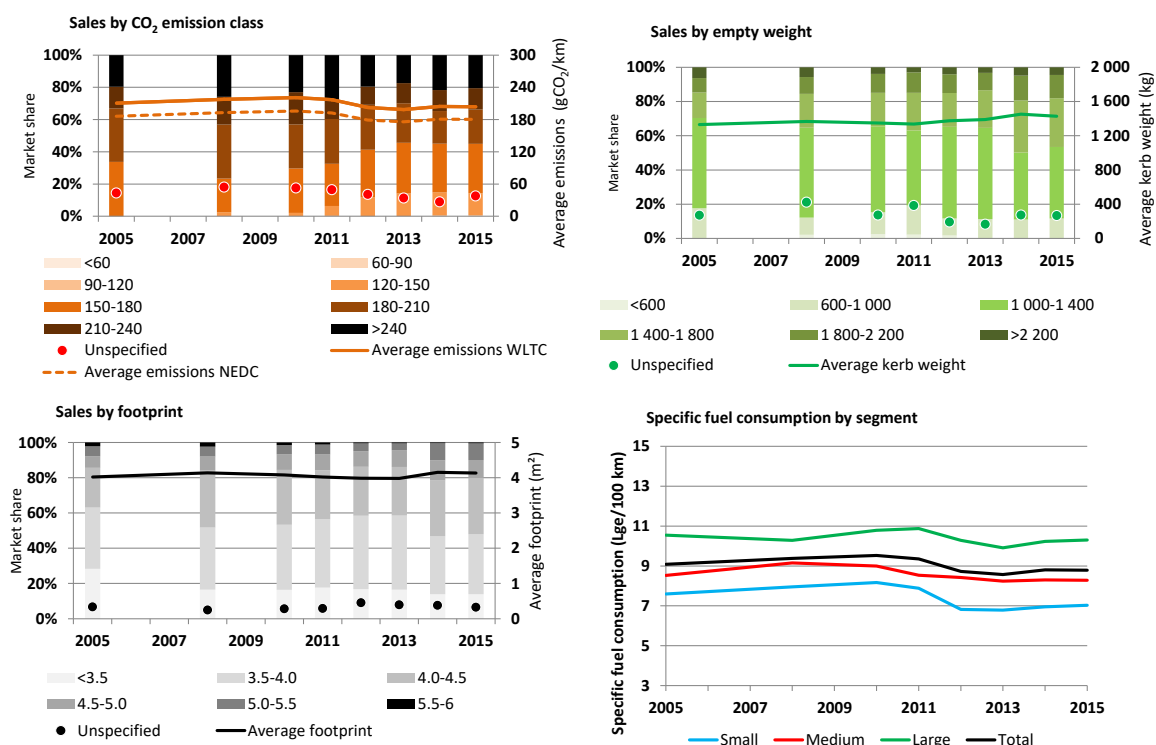 Sales by CO₂ emission class
100%
80%
60%
40%
20%
0%
Market share
300
240
180
120
60
0
Average emissions (gCO₂/km)
2005 2007 2009 2011 2013 2015
<60 60-90
90-120 120-150
150-180 180-210
210-240 >240
Unspecified Average emissions WLTC
Average emissions NEDC
Sales by empty weight
100%
80%
60%
40%
20%
0%
Market share
2 000
1 600
1 200
800
400
0
Average kerb weight (kg)
2005 2007 2009 2011 2013 2015
<600 600-1 000 1 000-1 400
1 400-1 800 1 800-2 200 >2 200
Unspecified Average kerb weight
Sales by footprint
100%
80%
60%
40%
20%
0%
Market share
5
4
3
2
1
0
Average footprint (m²)
2005 2007 2009 2011 2013 2015
<3.5 3.5-4.0 4.0-4.5
4.5-5.0 5.0-5.5 5.5-6
Unspecified Average footprint
Specific fuel consumption by segment
15
13
11
9
7
5
3
Specific fuel consumption (Lge/100 km)
2005 2007 2009 2011 2013 2015
Small Medium Large Total